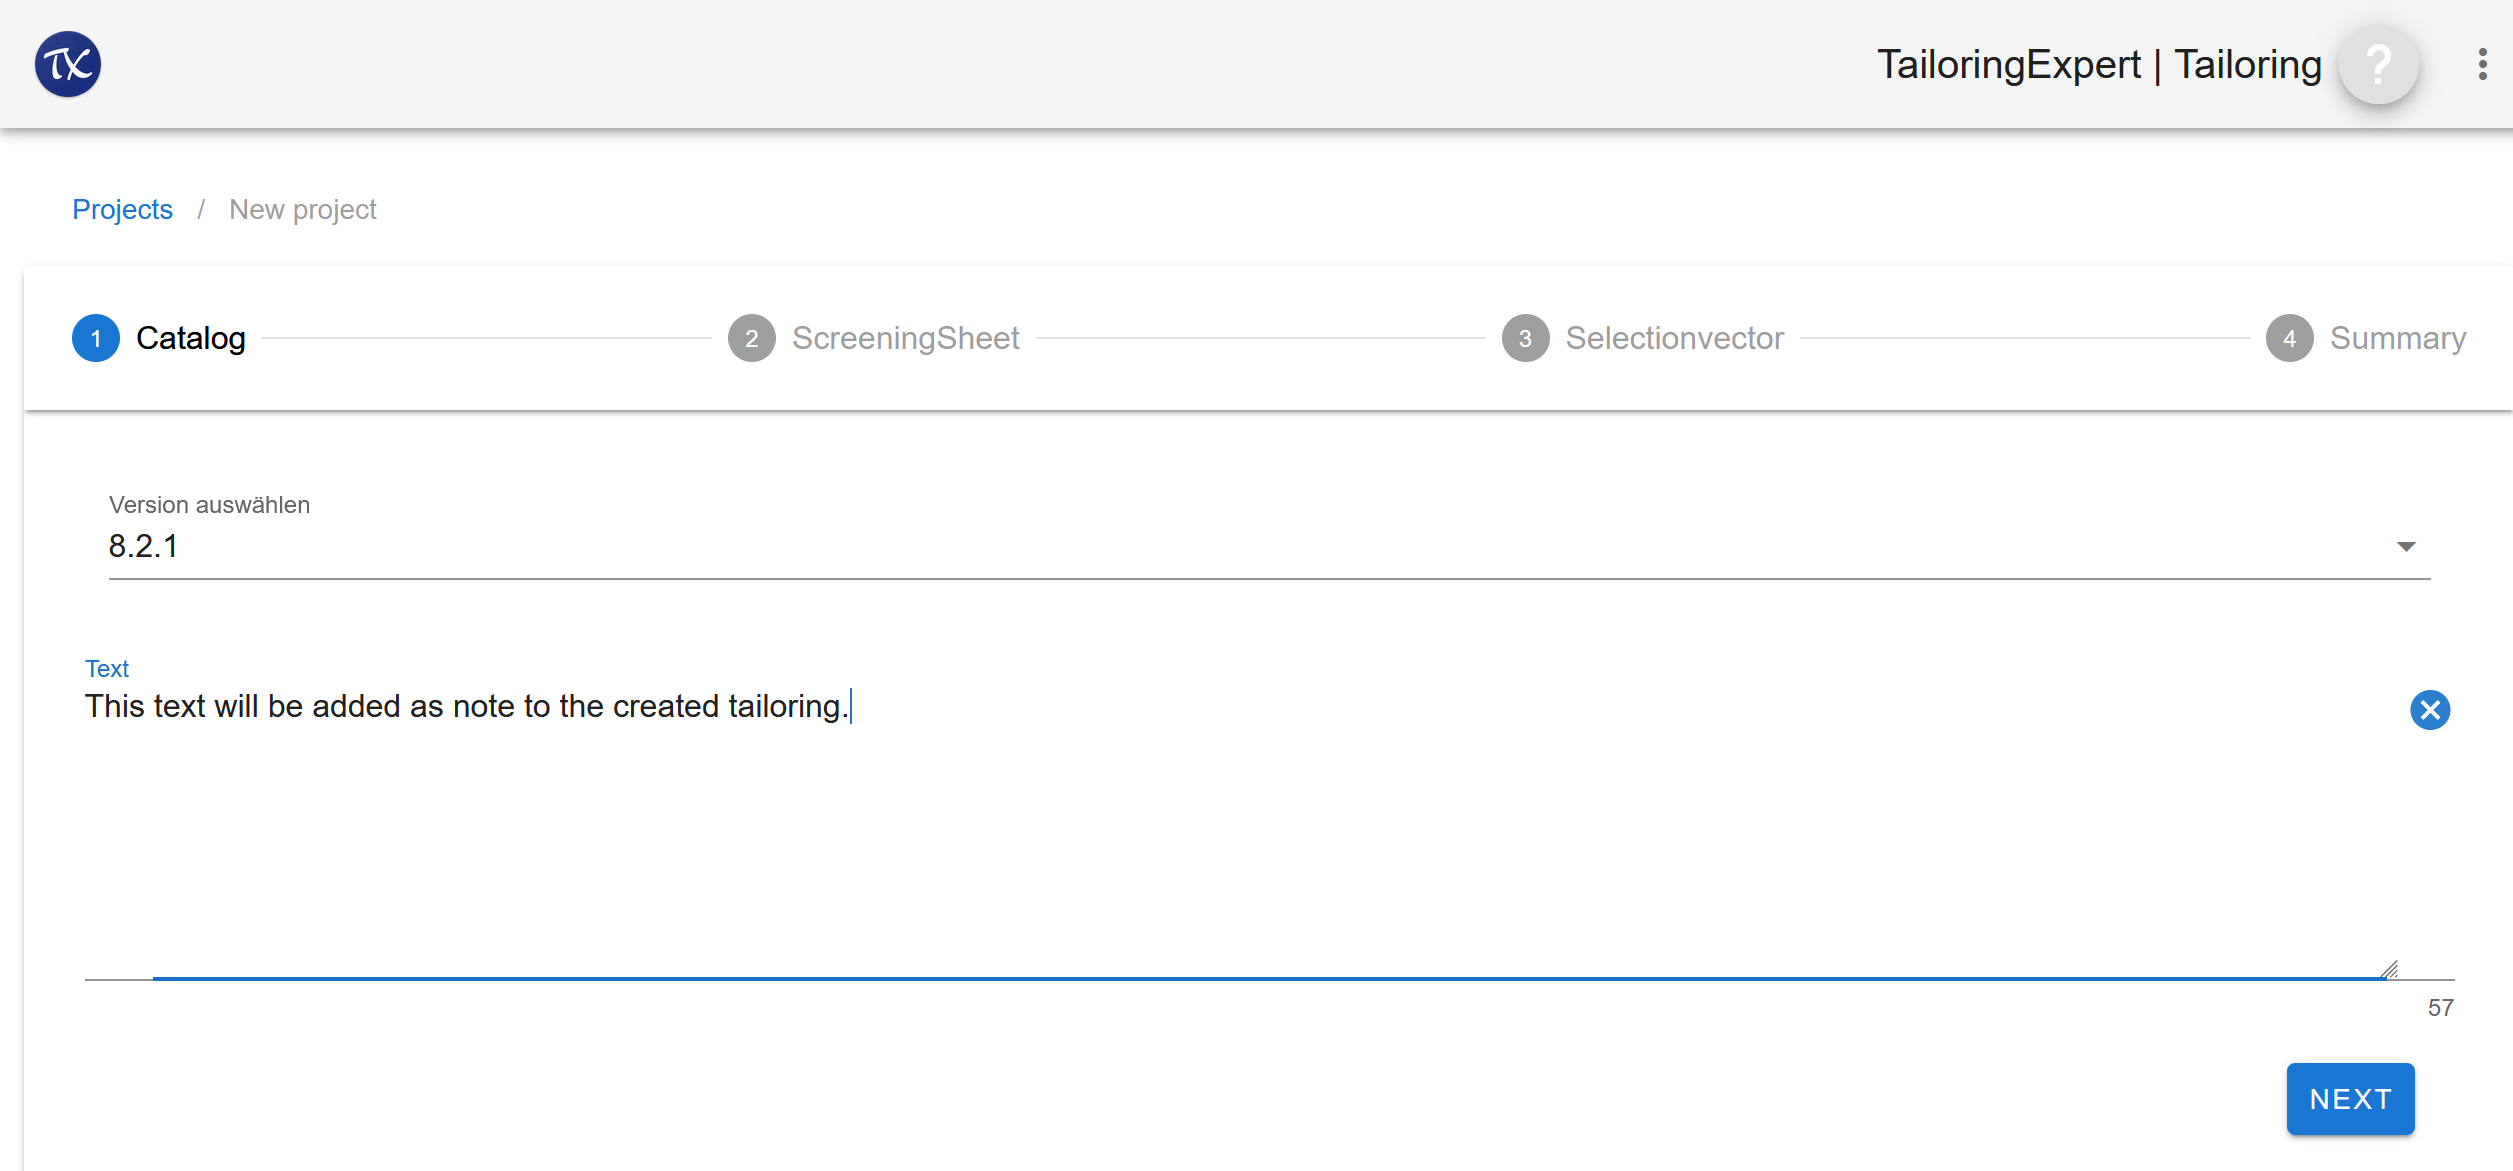 TX
TailoringExpert | Tailoring ?
Projects / New project
1 Catalog 2 ScreeningSheet 3 Selectionvector 4 Summary
Version auswählen
8.2.1
Text
This text will be added as note to the created tailoring.
57
NEXT